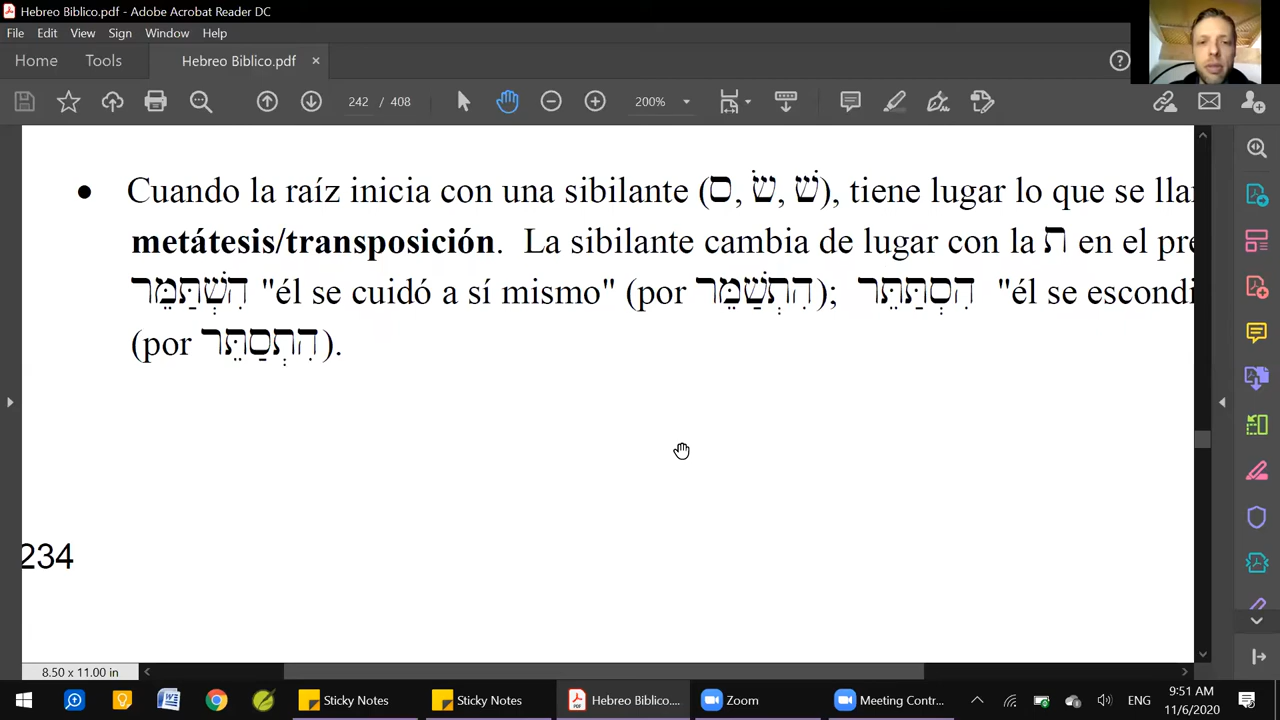 Hebreo Biblico.pdf - Adobe Acrobat Reader DC
File Edit View Sign Window Help
Home Tools Hebreo Biblico.pdf ×
242 / 408 200%
• Cuando la raíz inicia con una sibilante (שׁ, שׂ, ס), tiene lugar lo que se llar
metátesis/transposición. La sibilante cambia de lugar con la ת en el pre
הִשְׁתַּמֵּר "él se cuidó a sí mismo" (por הִתְשַׁמֵּר); הִסְתַּתֵּר "él se escondi
(por הִתְסַתֵּר).
234
8.50 x 11.00 in
Sticky Notes Sticky Notes Hebreo Biblico.... Zoom Meeting Contr... ENG 9:51 AM
11/6/2020